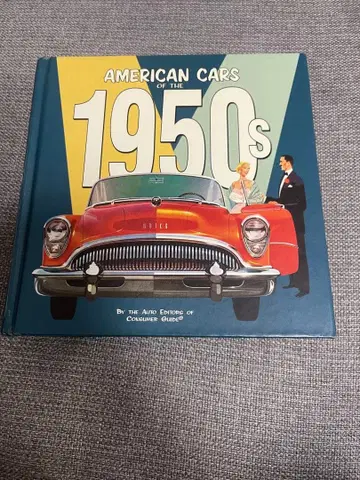 AMERICAN CARS
OF THE
1950s
BUICK
BY THE AUTO EDITORS OF
CONSUMER GUIDE®